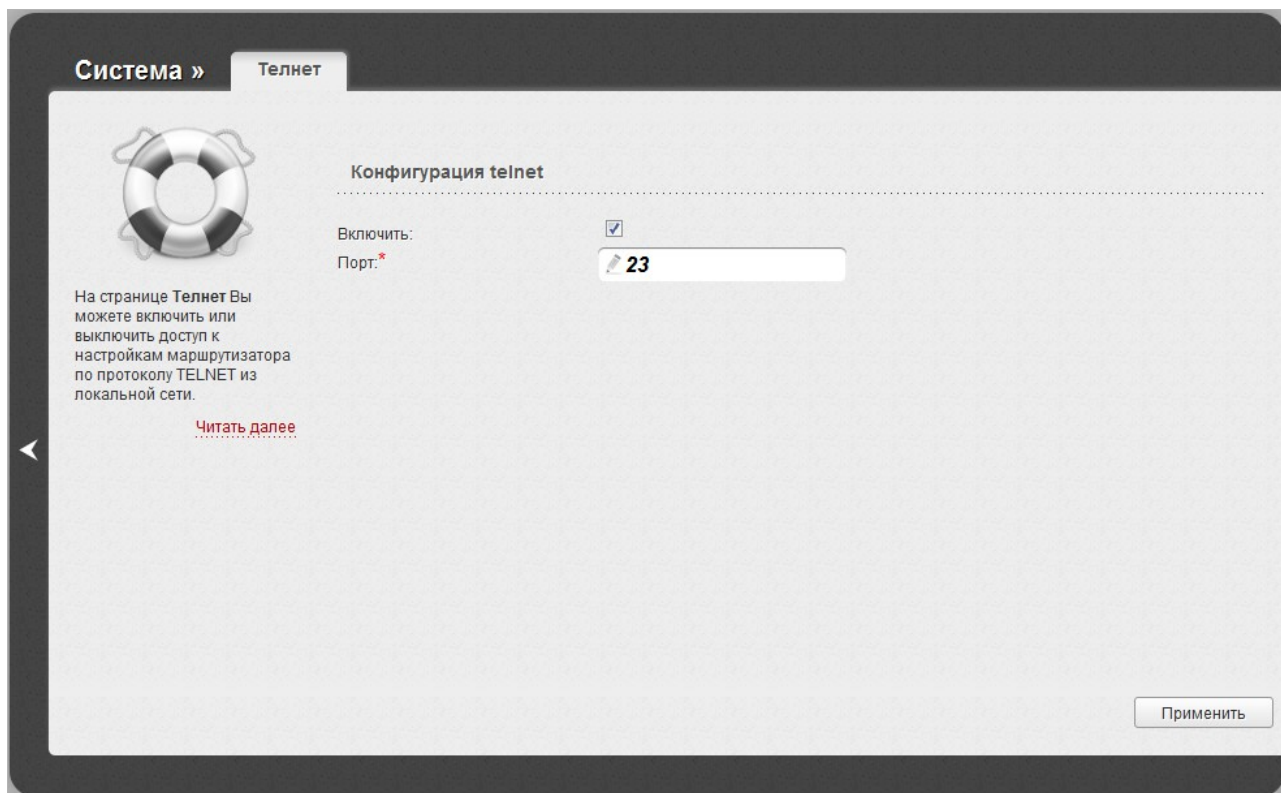 Система »
Телнет
Конфигурация telnet
Включить:
Порт:*
23
На странице Телнет Вы
можете включить или
выключить доступ к
настройкам маршрутизатора
по протоколу TELNET из
локальной сети.
Читать далее
Применить